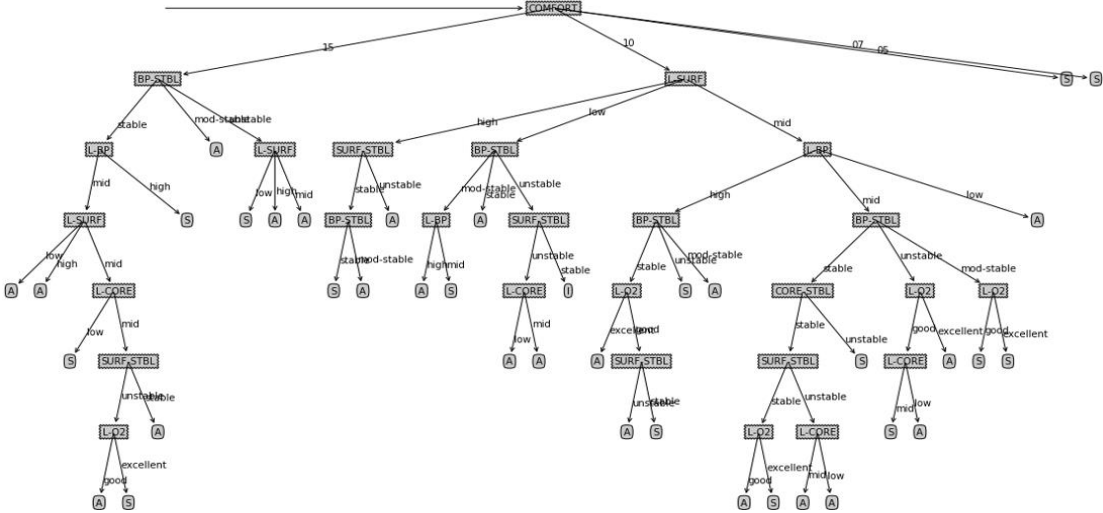 COMFORT
15 10 07 05
BP-STBL L-SURF S S
stable mod-stable unstable high low mid
L-BP A L-SURF SURF-STBL BP-STBL L-BP
mid high low high mid stable unstable mod-stable stable unstable high mid low
L-SURF S S A A BP-STBL A L-BP A SURF-STBL BP-STBL BP-STBL A
low high mid stable mod-stable high mid unstable stable stable unstable mod-stable stable unstable mod-stable
A A L-CORE S A A S L-CORE I L-O2 S A CORE-STBL L-O2 L-O2
low mid low mid excellent good stable unstable good excellent good excellent
S SURF-STBL A A A SURF-STBL SURF-STBL S L-CORE A S S
unstable stable unstable stable stable unstable mid low
L-O2 A A S L-O2 L-CORE S A
good excellent good excellent mid low
A S A S A A